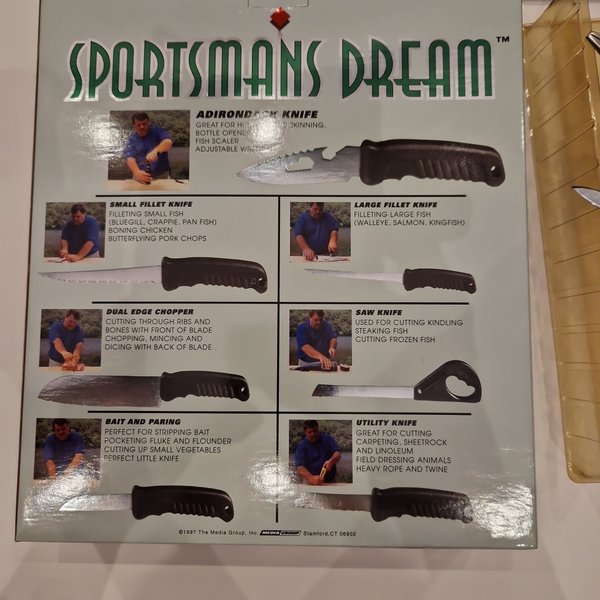 SPORTSMANS DREAM™
ADIRONDACK KNIFE
GREAT FOR SKINNING,
BOTTLE OPENER
FISH SCALER
ADJUSTABLE
SMALL FILLET KNIFE
FILLETING SMALL FISH
(BLUEGILL, CRAPPIE, PAN FISH)
BONING CHICKEN
BUTTERFLYING PORK CHOPS
LARGE FILLET KNIFE
FILLETING LARGE FISH
(WALLEYE, SALMON, KINGFISH)
DUAL EDGE CHOPPER
CUTTING THROUGH RIBS AND
BONES WITH FRONT OF BLADE
CHOPPING, MINCING AND
DICING WITH BACK OF BLADE
SAW KNIFE
USED FOR CUTTING KINDLING
STEAKING FISH
CUTTING FROZEN FISH
BAIT AND PARING
PERFECT FOR STRIPPING BAIT
POCKETING FLUKE AND FLOUNDER
CUTTING UP SMALL VEGETABLES
PERFECT LITTLE KNIFE
UTILITY KNIFE
GREAT FOR CUTTING
CARPETING, SHEETROCK
AND LINOLEUM
FIELD DRESSING ANIMALS
HEAVY ROPE AND TWINE
©1997 The Media Group, Inc MEDIA GROUP Stamford, CT 06902